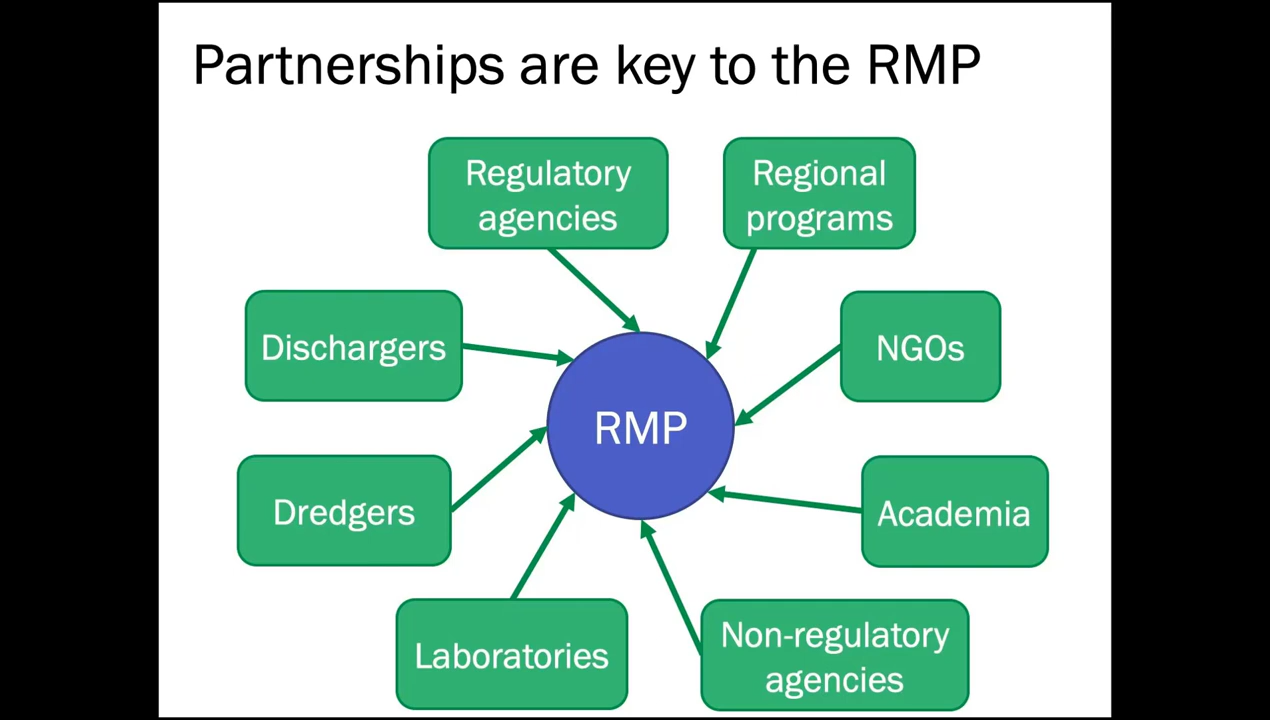 Partnerships are key to the RMP
Regulatory
agencies
Regional
programs
Dischargers
NGOs
RMP
Dredgers
Academia
Laboratories
Non-regulatory
agencies